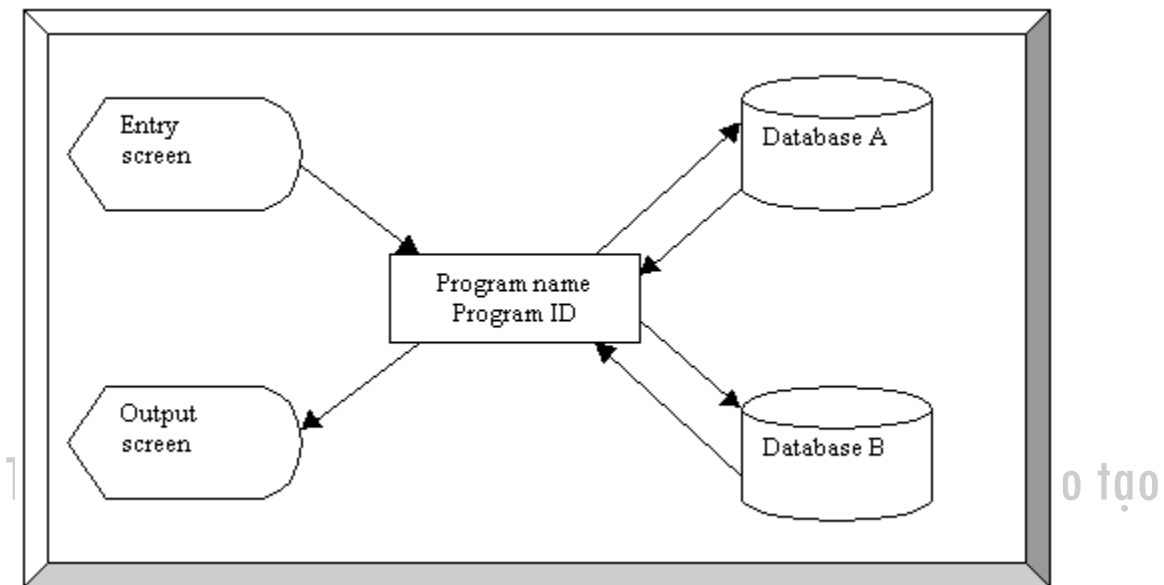 Entry
screen
Database A
Program name
Program ID
Output
screen
Database B
o tạo